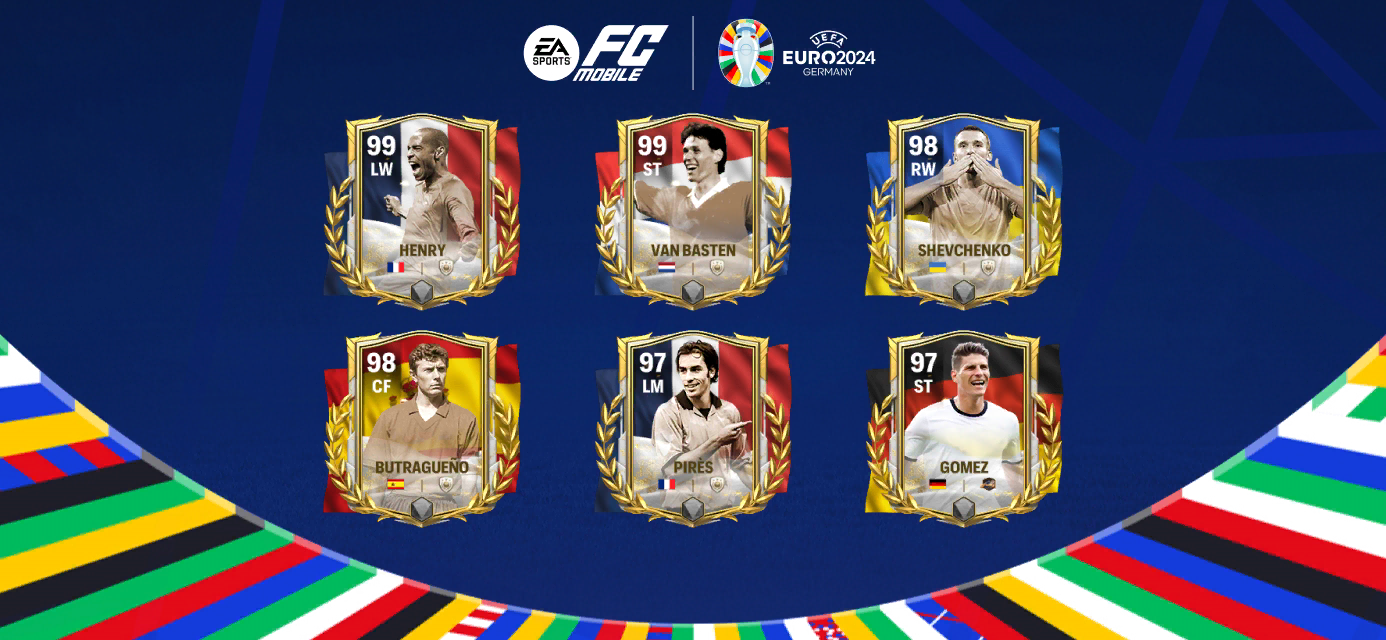 EA
SPORTS
FC
MOBILE
UEFA
EURO2024
GERMANY
99
LW
HENRY
99
ST
VAN BASTEN
98
RW
SHEVCHENKO
98
CF
BUTRAGUEÑO
97
LM
PIRÈS
97
ST
GOMEZ